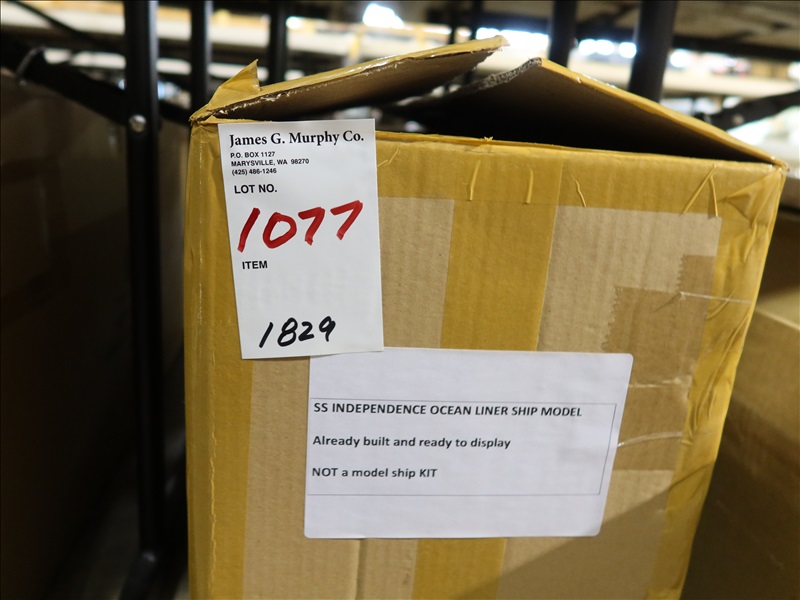 James G. Murphy Co.
P.O. BOX 1127
MARYSVILLE, WA 98270
(425) 486-1246
LOT NO.
1077
ITEM
1829
SS INDEPENDENCE OCEAN LINER SHIP MODEL
Already built and ready to display
NOT a model ship KIT